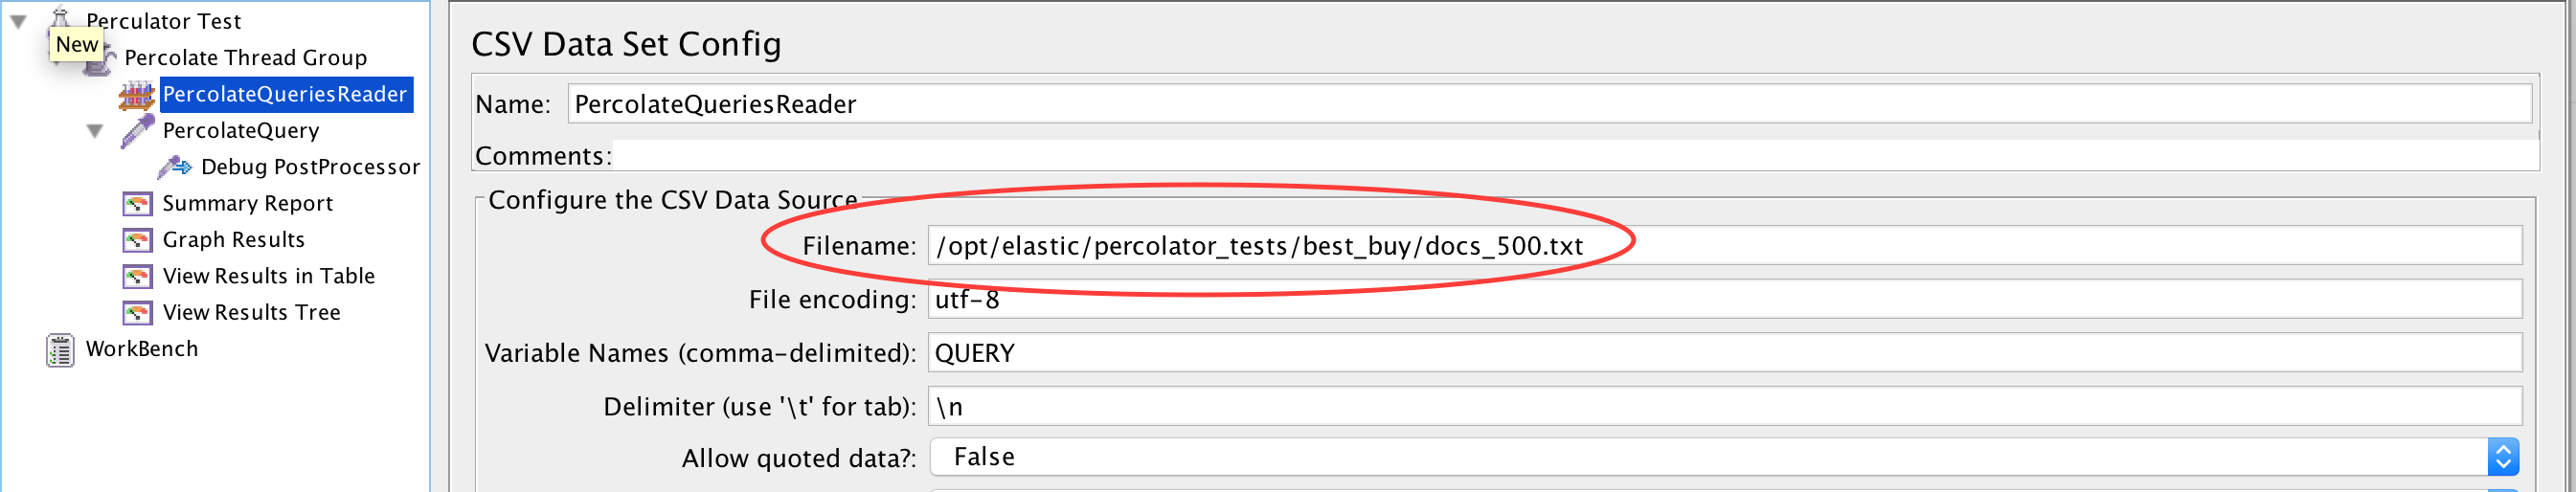 Perculator Test
New
Percolate Thread Group
PercolateQueriesReader
PercolateQuery
Debug PostProcessor
Summary Report
Graph Results
View Results in Table
View Results Tree
WorkBench
CSV Data Set Config
Name: PercolateQueriesReader
Comments:
Configure the CSV Data Source
Filename: /opt/elastic/percolator_tests/best_buy/docs_500.txt
File encoding: utf-8
Variable Names (comma-delimited): QUERY
Delimiter (use '\t' for tab): \n
Allow quoted data?: False